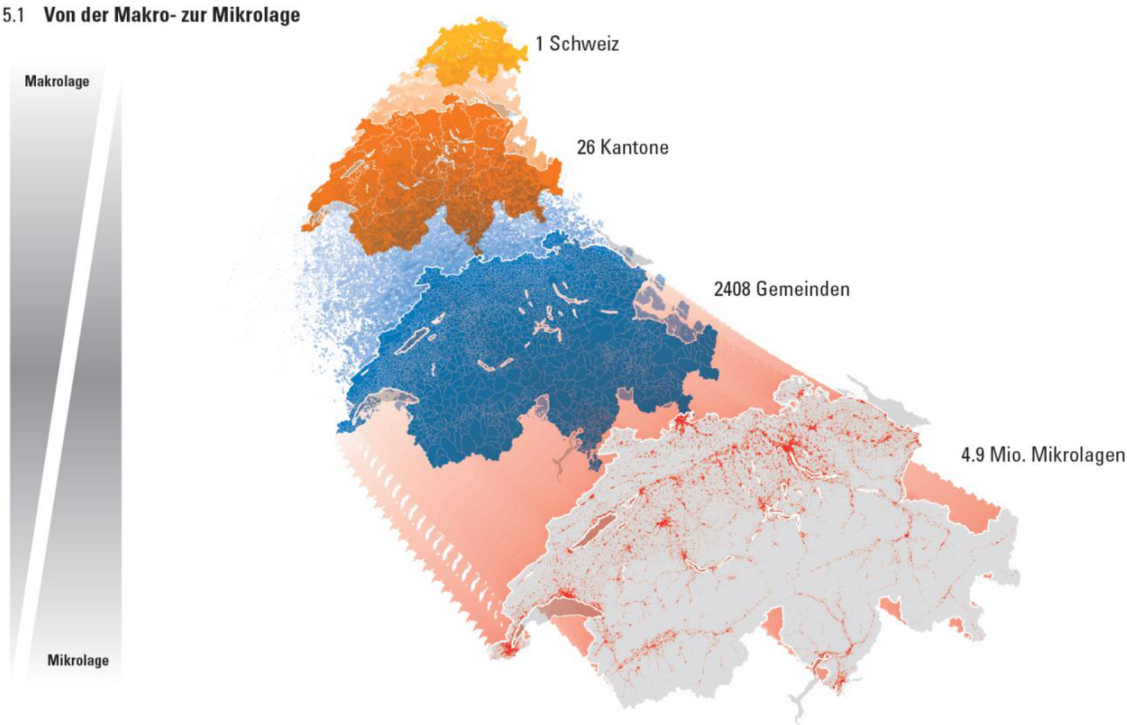 5.1 Von der Makro- zur Mikrolage
Makrolage
1 Schweiz
26 Kantone
2408 Gemeinden
4.9 Mio. Mikrolagen
Mikrolage